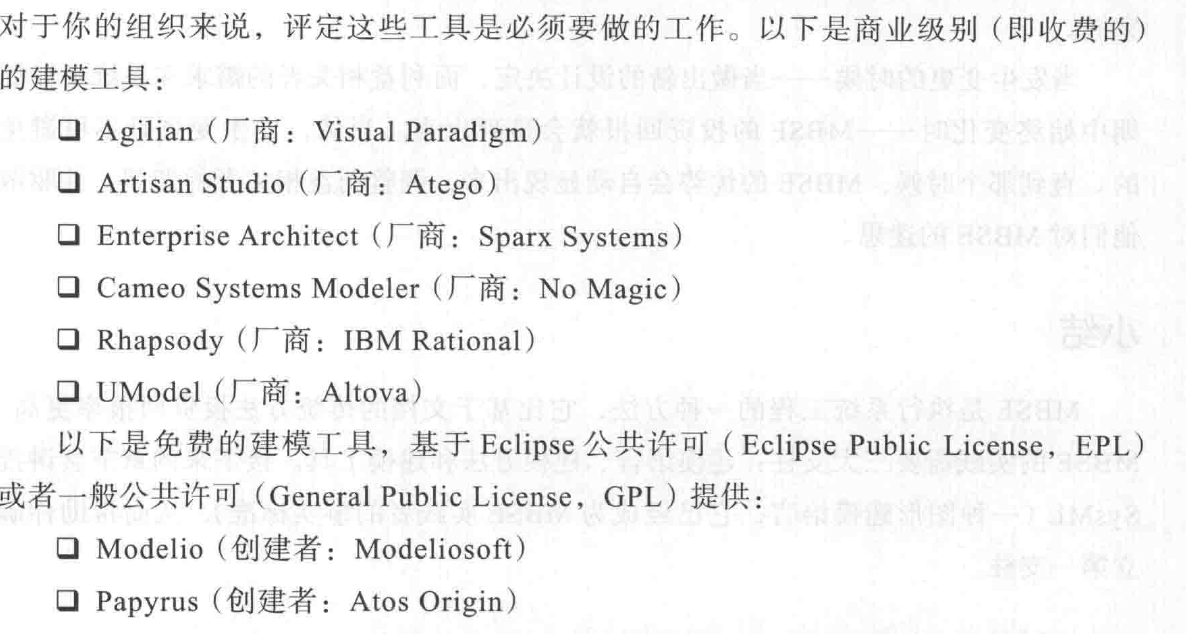 对于你的组织来说，评定这些工具是必须要做的工作。以下是商业级别（即收费的）
的建模工具：
❑ Agilian（厂商：Visual Paradigm）
❑ Artisan Studio（厂商：Atego）
❑ Enterprise Architect（厂商：Sparx Systems）
❑ Cameo Systems Modeler（厂商：No Magic）
❑ Rhapsody（厂商：IBM Rational）
❑ UModel（厂商：Altova）
以下是免费的建模工具，基于 Eclipse 公共许可（Eclipse Public License，EPL）
或者一般公共许可（General Public License，GPL）提供：
❑ Modelio（创建者：Modeliosoft）
❑ Papyrus（创建者：Atos Origin）